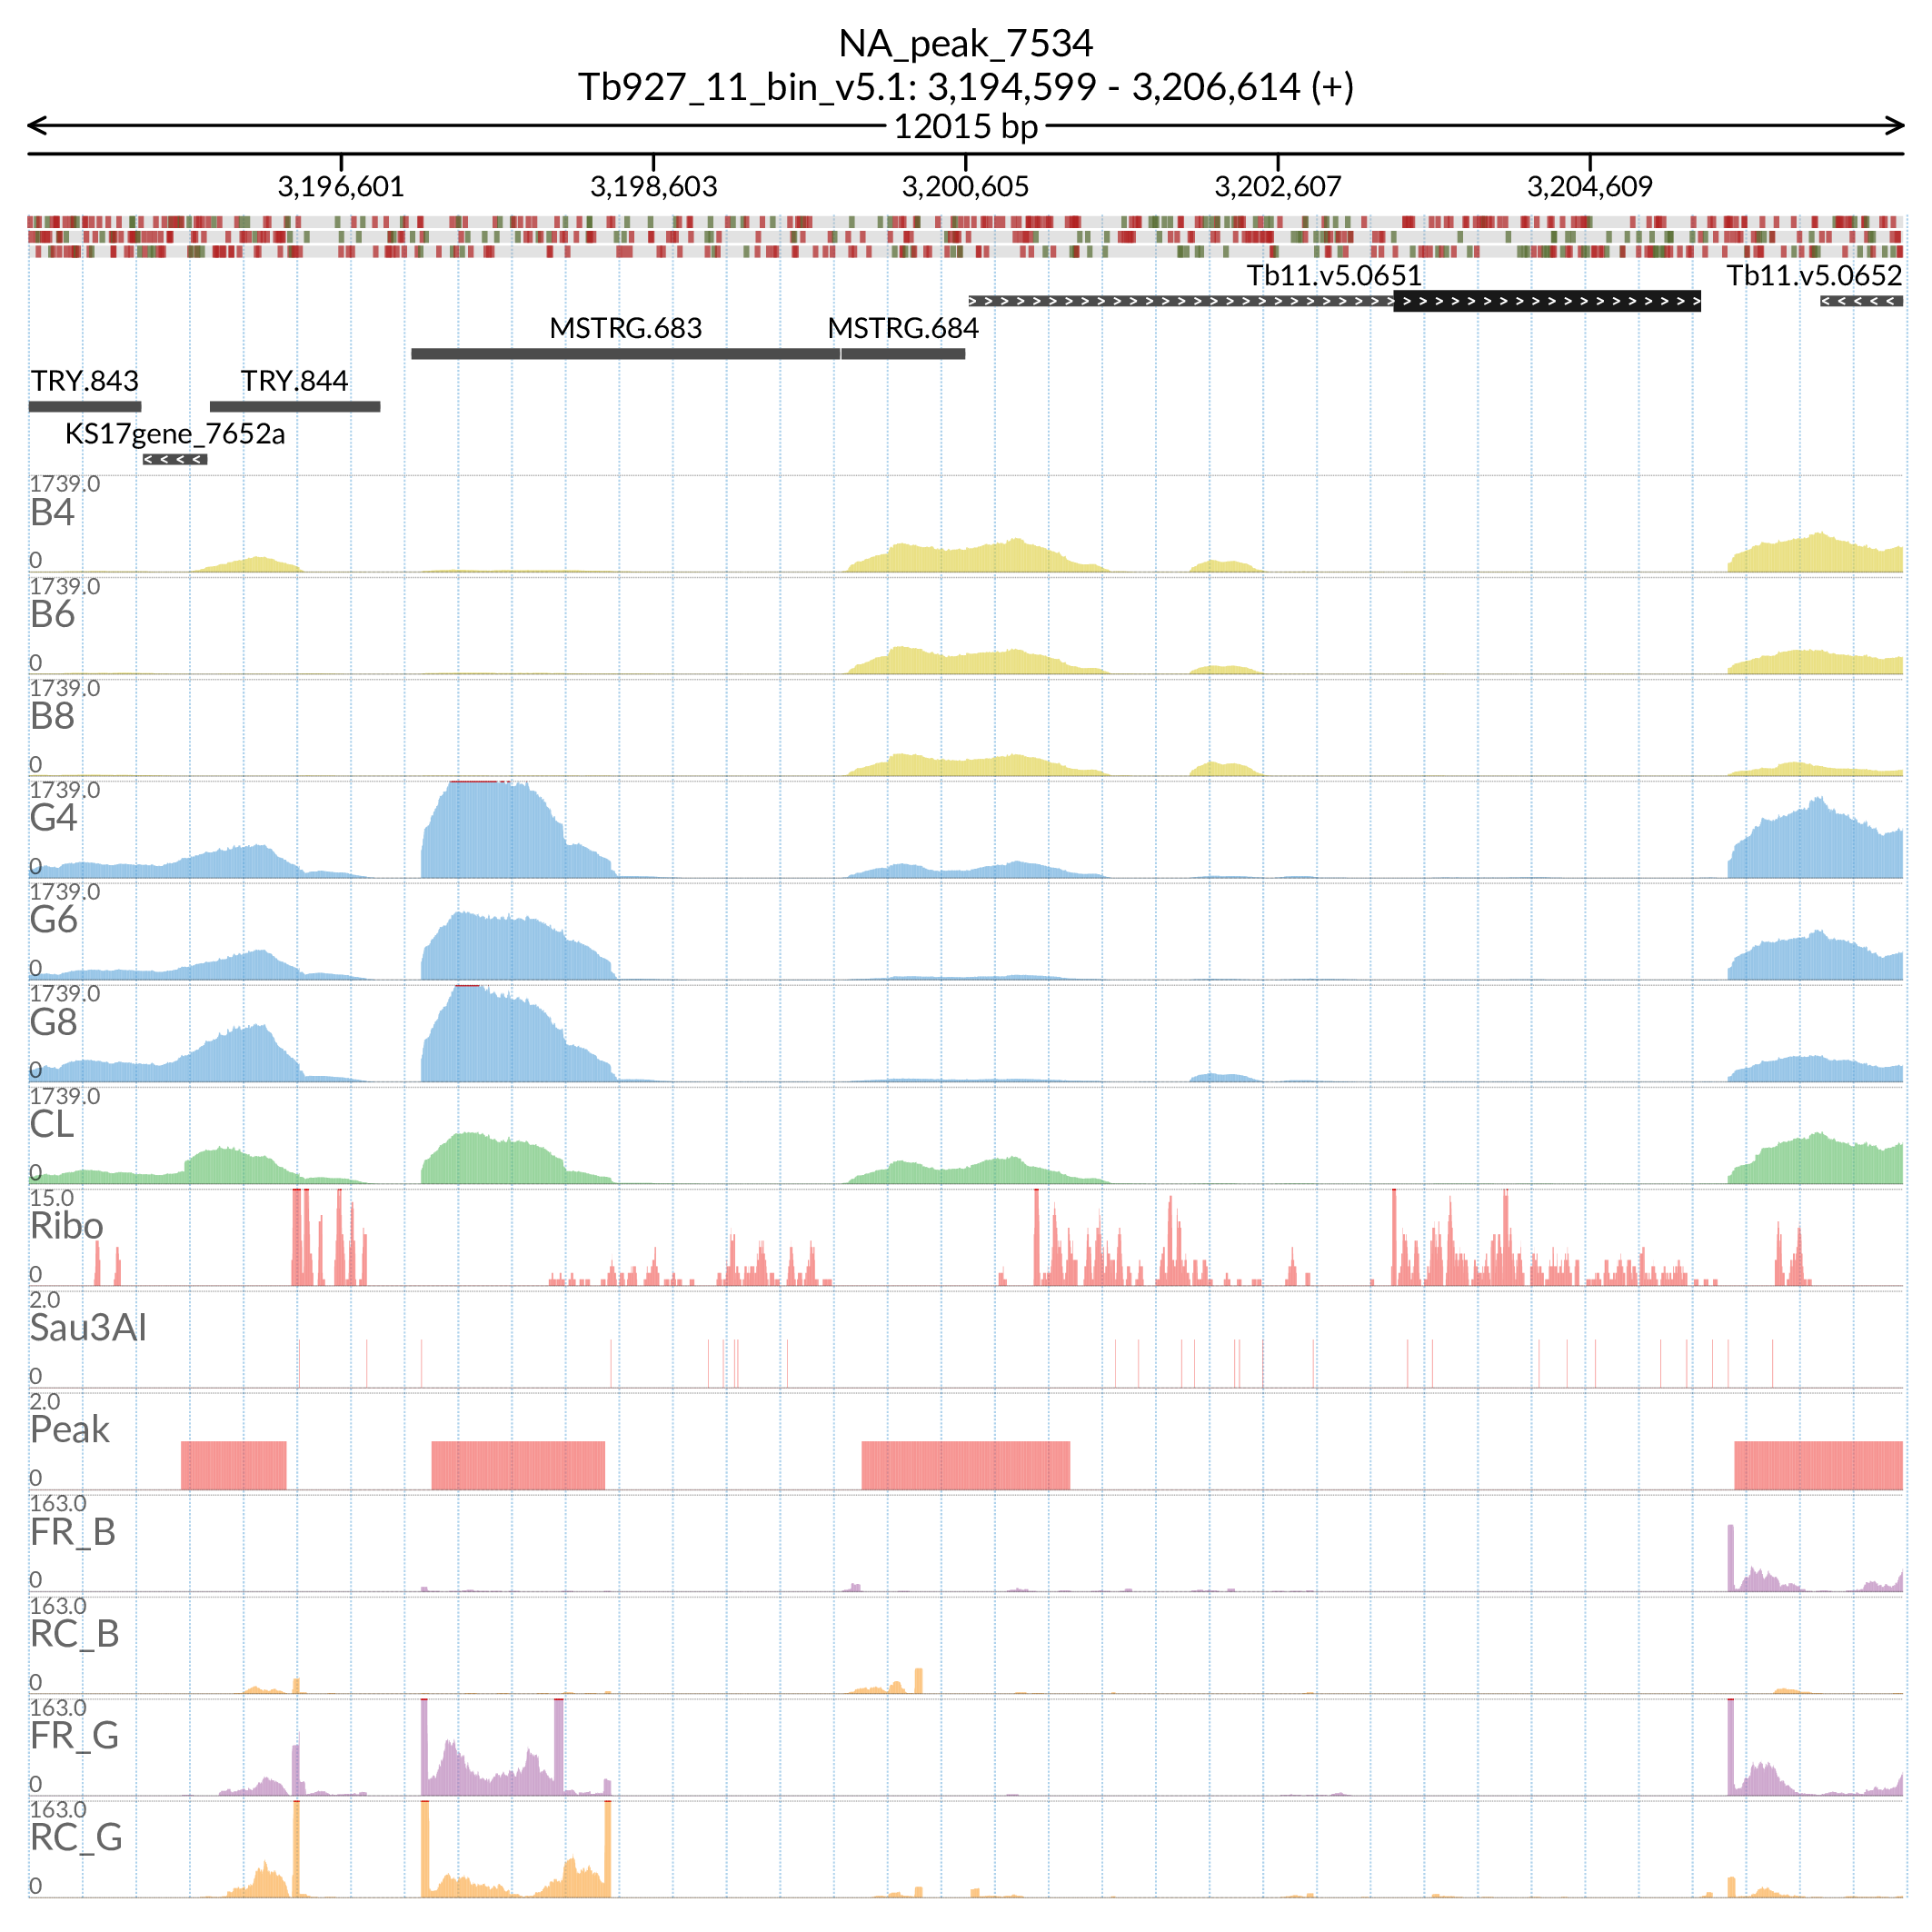 NA_peak_7534
Tb927_11_bin_v5.1: 3,194,599 - 3,206,614 (+)
12015 bp
3,196,601 3,198,603 3,200,605 3,202,607 3,204,609
Tb11.v5.0651 Tb11.v5.0652
MSTRG.683 MSTRG.684
TRY.843 TRY.844
KS17gene_7652a
1739.0
B4
0
1739.0
B6
0
1739.0
B8
0
1739.0
G4
0
1739.0
G6
0
1739.0
G8
0
1739.0
CL
0
15.0
Ribo
0
2.0
Sau3AI
0
2.0
Peak
0
163.0
FR_B
0
163.0
RC_B
0
163.0
FR_G
0
163.0
RC_G
0